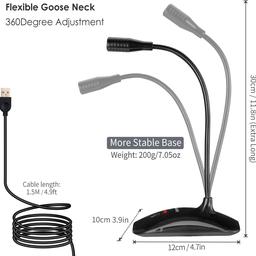 Flexible Goose Neck
360Degree Adjustment
30cm / 11.8in (Extra Long)
More Stable Base
Weight: 200g/7.05oz
Cable length:
1.5M / 4.9ft
10cm 3.9in
12cm/4.7in